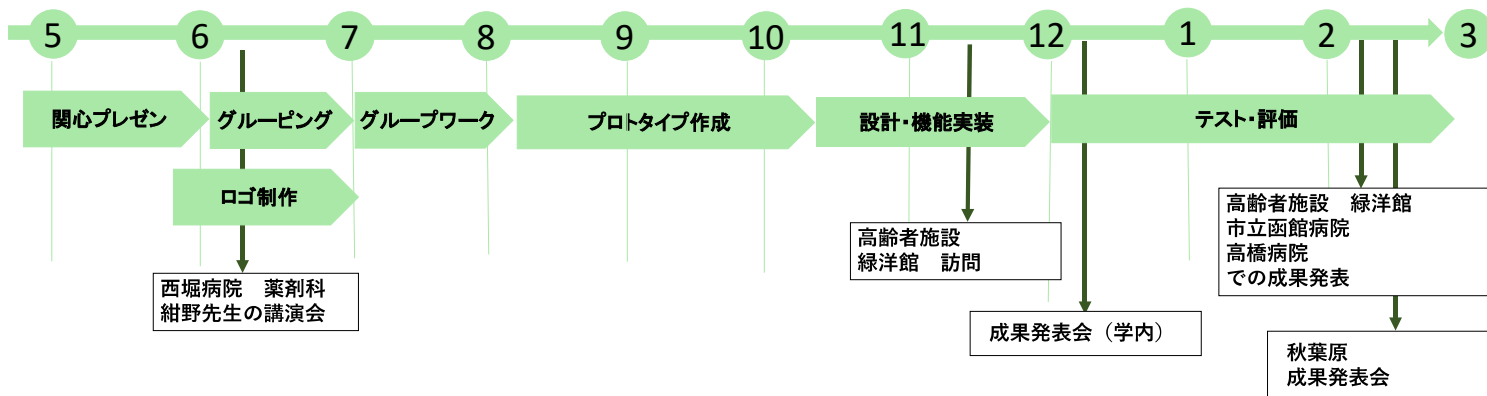 5 6 7 8 9 10 11 12 1 2 3
関心プレゼン グルーピング グループワーク プロトタイプ作成 設計・機能実装 テスト・評価
ロゴ制作
西堀病院　薬剤科
紺野先生の講演会
高齢者施設
緑洋館　訪問
成果発表会（学内）
高齢者施設　緑洋館
市立函館病院
高橋病院
での成果発表
秋葉原
成果発表会